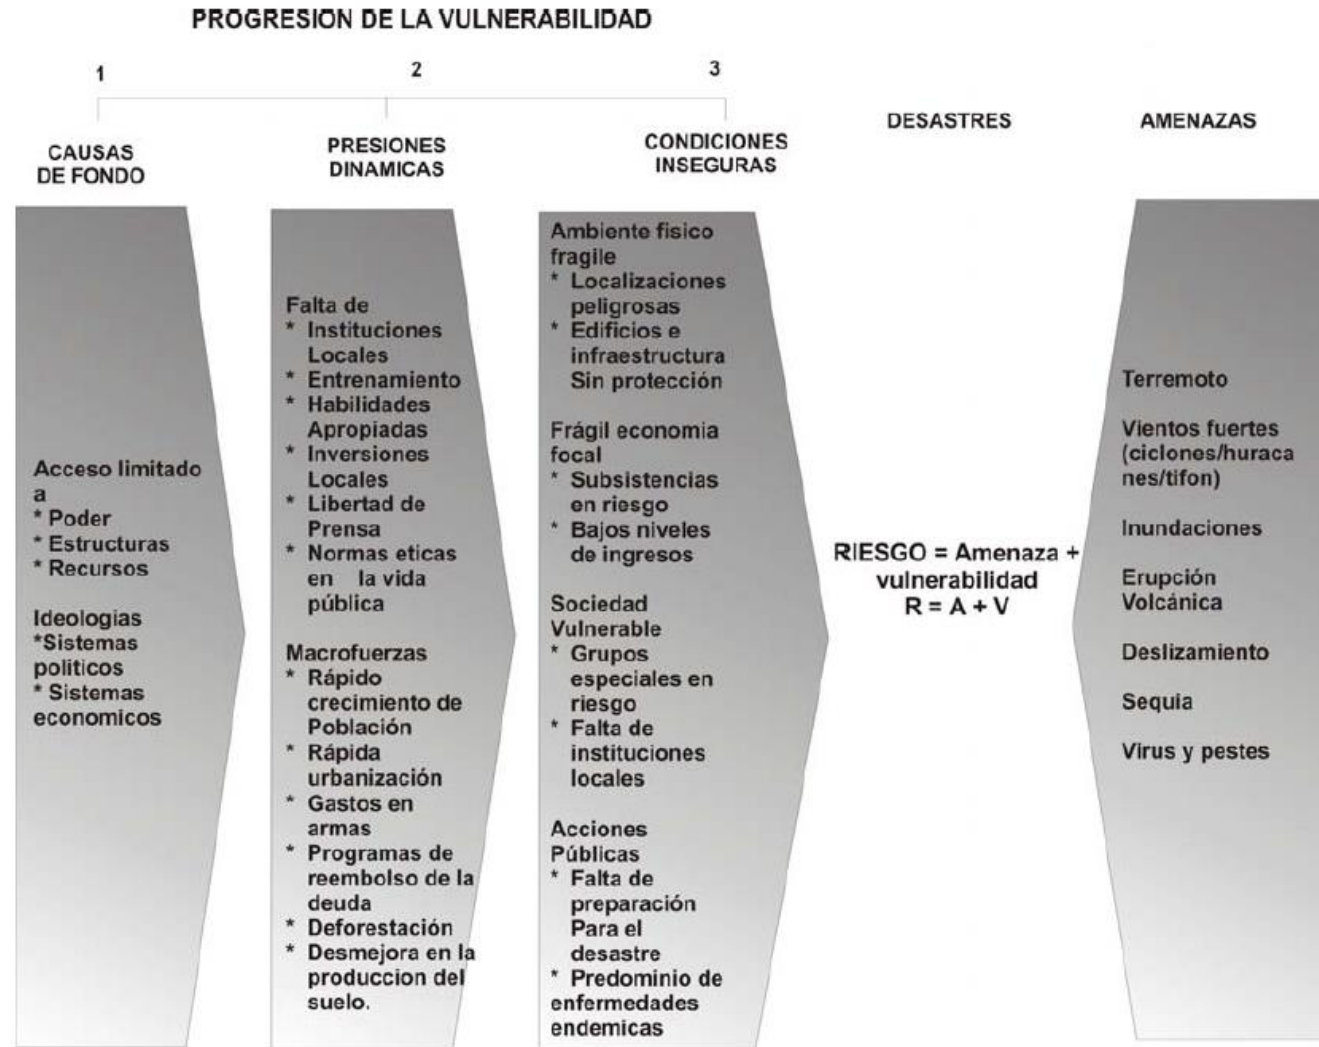 PROGRESION DE LA VULNERABILIDAD
1
2
3
CAUSAS
DE FONDO
PRESIONES
DINAMICAS
CONDICIONES
INSEGURAS
DESASTRES
AMENAZAS
Acceso limitado
a
* Poder
* Estructuras
* Recursos
Ideologias
*Sistemas
politicos
* Sistemas
economicos
Falta de
* Instituciones
Locales
* Entrenamiento
* Habilidades
Apropiadas
* Inversiones
Locales
* Libertad de
Prensa
* Normas eticas
en la vida
pública
Macrofuerzas
* Rápido
crecimiento de
Población
* Rápida
urbanización
* Gastos en
armas
* Programas de
reembolso de la
deuda
* Deforestación
* Desmejora en la
produccion del
suelo.
Ambiente fisico
fragile
* Localizaciones
peligrosas
* Edificios e
infraestructura
Sin protección
Frágil economia
focal
* Subsistencias
en riesgo
* Bajos niveles
de ingresos
Sociedad
Vulnerable
* Grupos
especiales en
riesgo
* Falta de
instituciones
locales
Acciones
Públicas
* Falta de
preparación
Para el
desastre
* Predominio de
enfermedades
endemicas
RIESGO = Amenaza +
vulnerabilidad
R = A + V
Terremoto
Vientos fuertes
(ciclones/huraca
nes/tifon)
Inundaciones
Erupción
Volcánica
Deslizamiento
Sequia
Virus y pestes